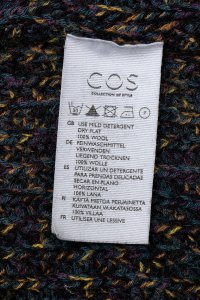 COS
COLLECTION OF STYLE
GB USE MILD DETERGENT
DRY FLAT
100% WOOL
DE FEINWASCHMITTEL
VERWENDEN
LIEGEND TROCKNEN
100% WOLLE
ES UTILIZAR UN DETERGENTE
PARA PRENDAS DELICADAS
SECAR EN PLANO
HORIZONTAL
100% LANA
FI KÄYTÄ MIETOA PESUAINETTA
KUIVATAAN VAAKATASOSSA
100% VILLAA
FR UTILISER UNE LESSIVE